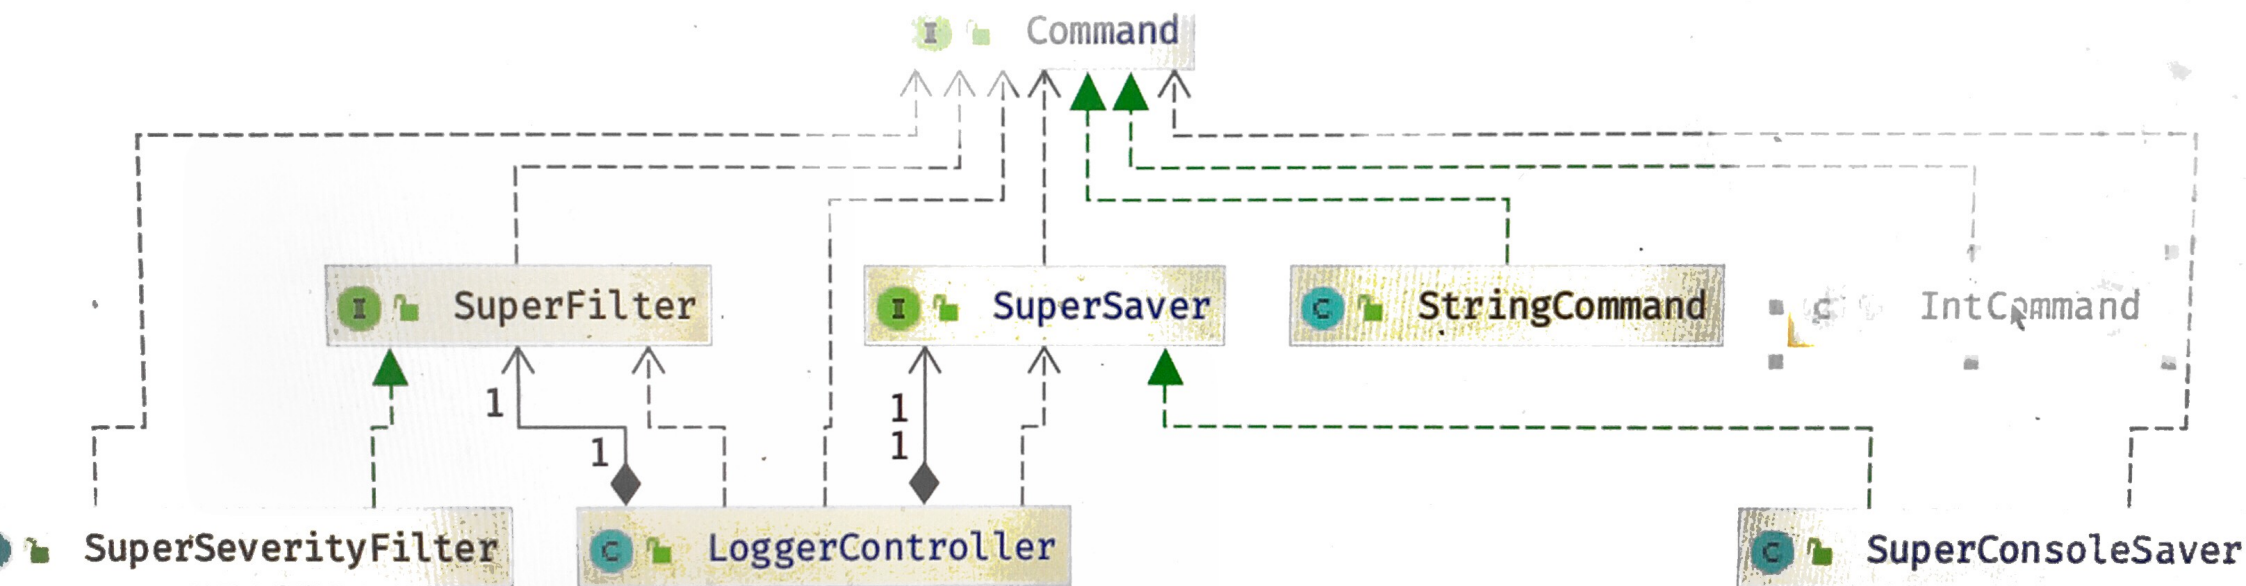 I Command
I SuperFilter
I SuperSaver
C StringCommand
C IntCommand
1
1
1
1
SuperSeverityFilter
C LoggerController
C SuperConsoleSaver